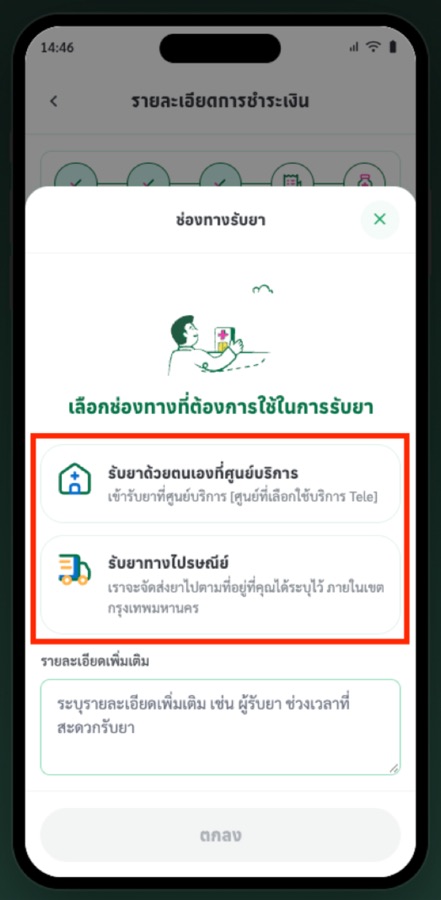 14:46
รายละเอียดการชำระเงิน
ช่องทางรับยา
เลือกช่องทางที่ต้องการใช้ในการรับยา
รับยาด้วยตนเองที่ศูนย์บริการ
เข้ารับยาที่ศูนย์บริการ [ศูนย์ที่เลือกใช้บริการ Tele]
รับยาทางไปรษณีย์
เราจะจัดส่งยาไปตามที่อยู่ที่คุณได้ระบุไว้ ภายในเขต
กรุงเทพมหานคร
รายละเอียดเพิ่มเติม
ระบุรายละเอียดเพิ่มเติม เช่น ผู้รับยา ช่วงเวลาที่
สะดวกรับยา
ตกลง